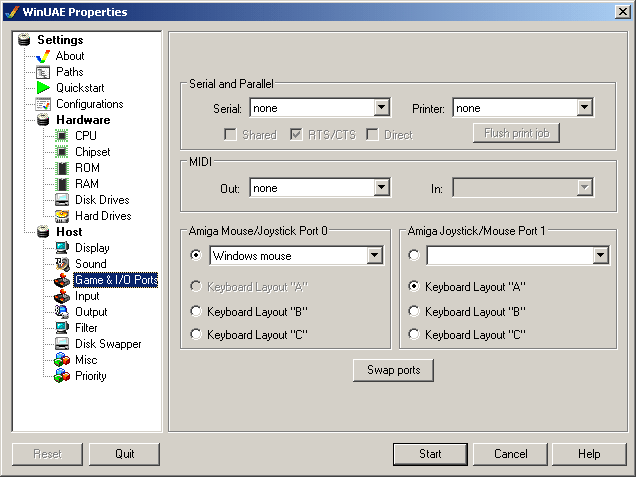 WinUAE Properties
Settings
About
Paths
Quickstart
Configurations
Hardware
CPU
Chipset
ROM
RAM
Disk Drives
Hard Drives
Host
Display
Sound
Game & I/O Ports
Input
Output
Filter
Disk Swapper
Misc
Priority
Serial and Parallel
Serial: none Printer: none
Shared RTS/CTS Direct Flush print job
MIDI
Out: none In:
Amiga Mouse/Joystick Port 0
Windows mouse
Keyboard Layout "A"
Keyboard Layout "B"
Keyboard Layout "C"
Amiga Joystick/Mouse Port 1
Keyboard Layout "A"
Keyboard Layout "B"
Keyboard Layout "C"
Swap ports
Reset Quit Start Cancel Help